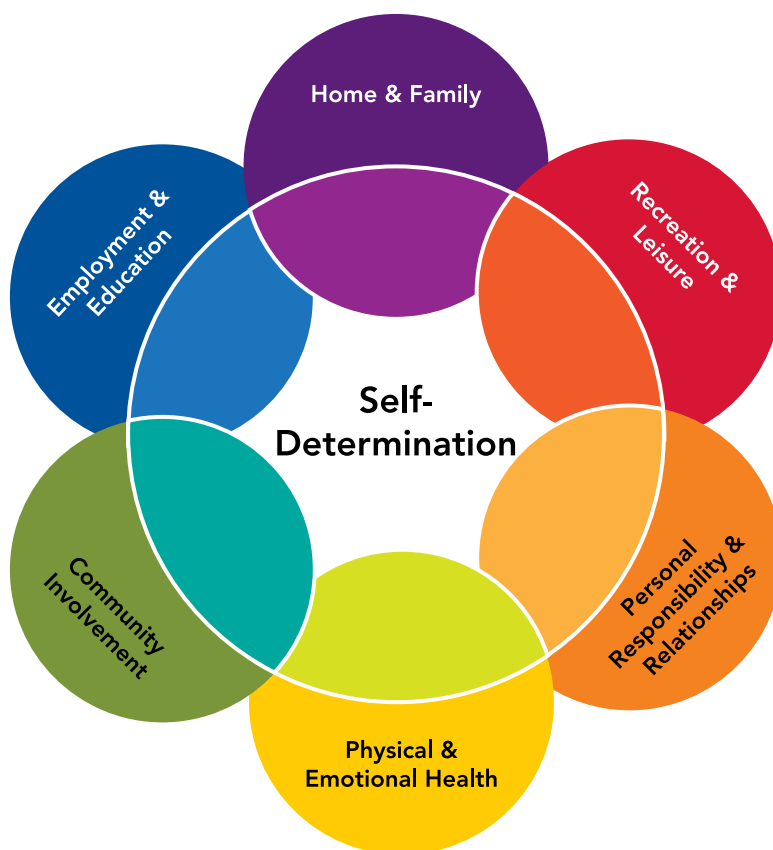 Home & Family
Recreation &
Leisure
Personal
Responsibility &
Relationships
Physical &
Emotional Health
Community
Involvement
Employment &
Education
Self-
Determination